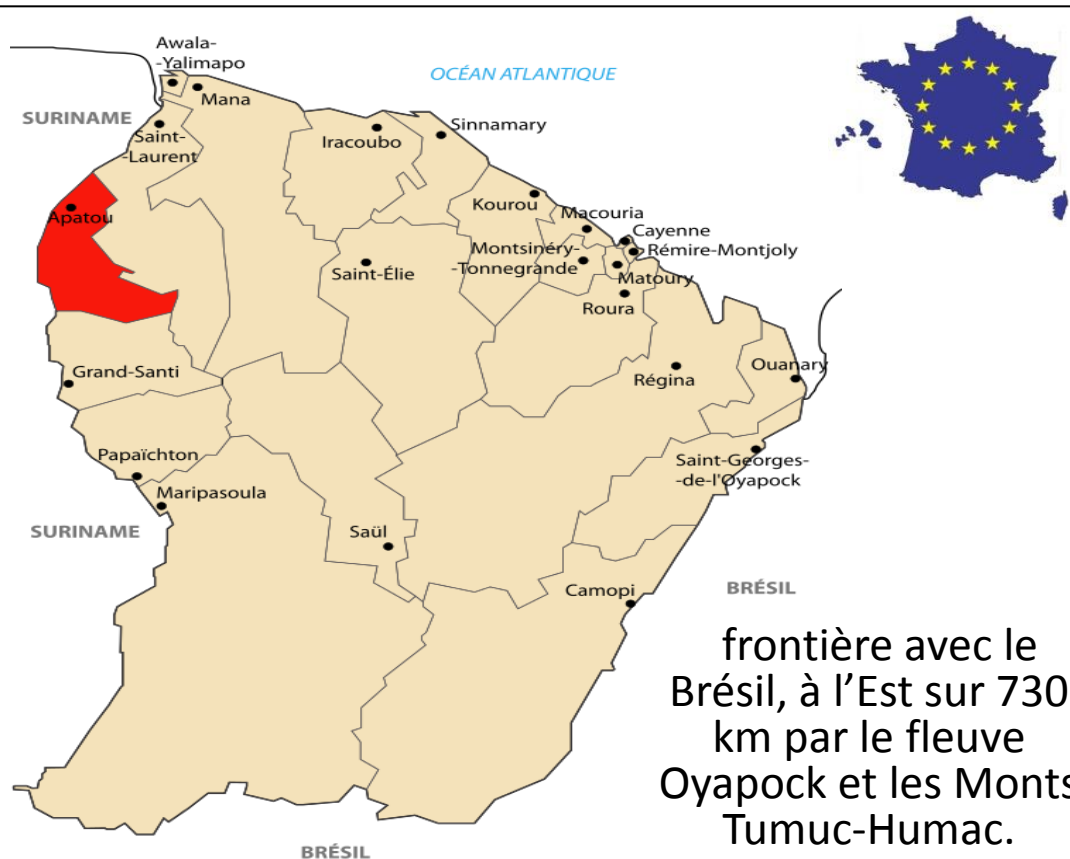 Awala-
-Yalimapo
OCÉAN ATLANTIQUE
Mana
SURINAME
Saint-
-Laurent
Iracoubo
Sinnamary
Kourou
Apatou
Macouria
Cayenne
Montsinéry-
-Tonnegrande
Rémire-Montjoly
Saint-Élie
Matoury
Roura
Grand-Santi
Régina
Ouanary
Papaïchton
Saint-Georges-
-de-l'Oyapock
Maripasoula
SURINAME
Saül
Camopi
BRÉSIL
frontière avec le
Brésil, à l’Est sur 730
km par le fleuve
Oyapock et les Monts
Tumuc-Humac.
BRÉSIL